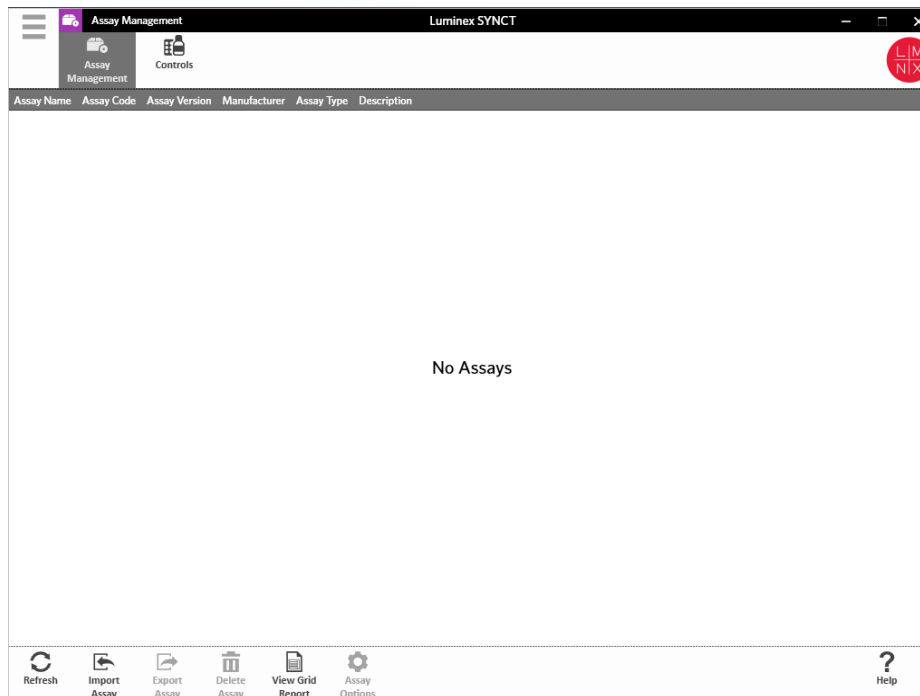 Assay Management
Luminex SYNCT
Assay
Management
Controls
L M
N X
Assay Name Assay Code Assay Version Manufacturer Assay Type Description
No Assays
Refresh
Import
Assay
Export
Assay
Delete
Assay
View Grid
Report
Assay
Options
?
Help